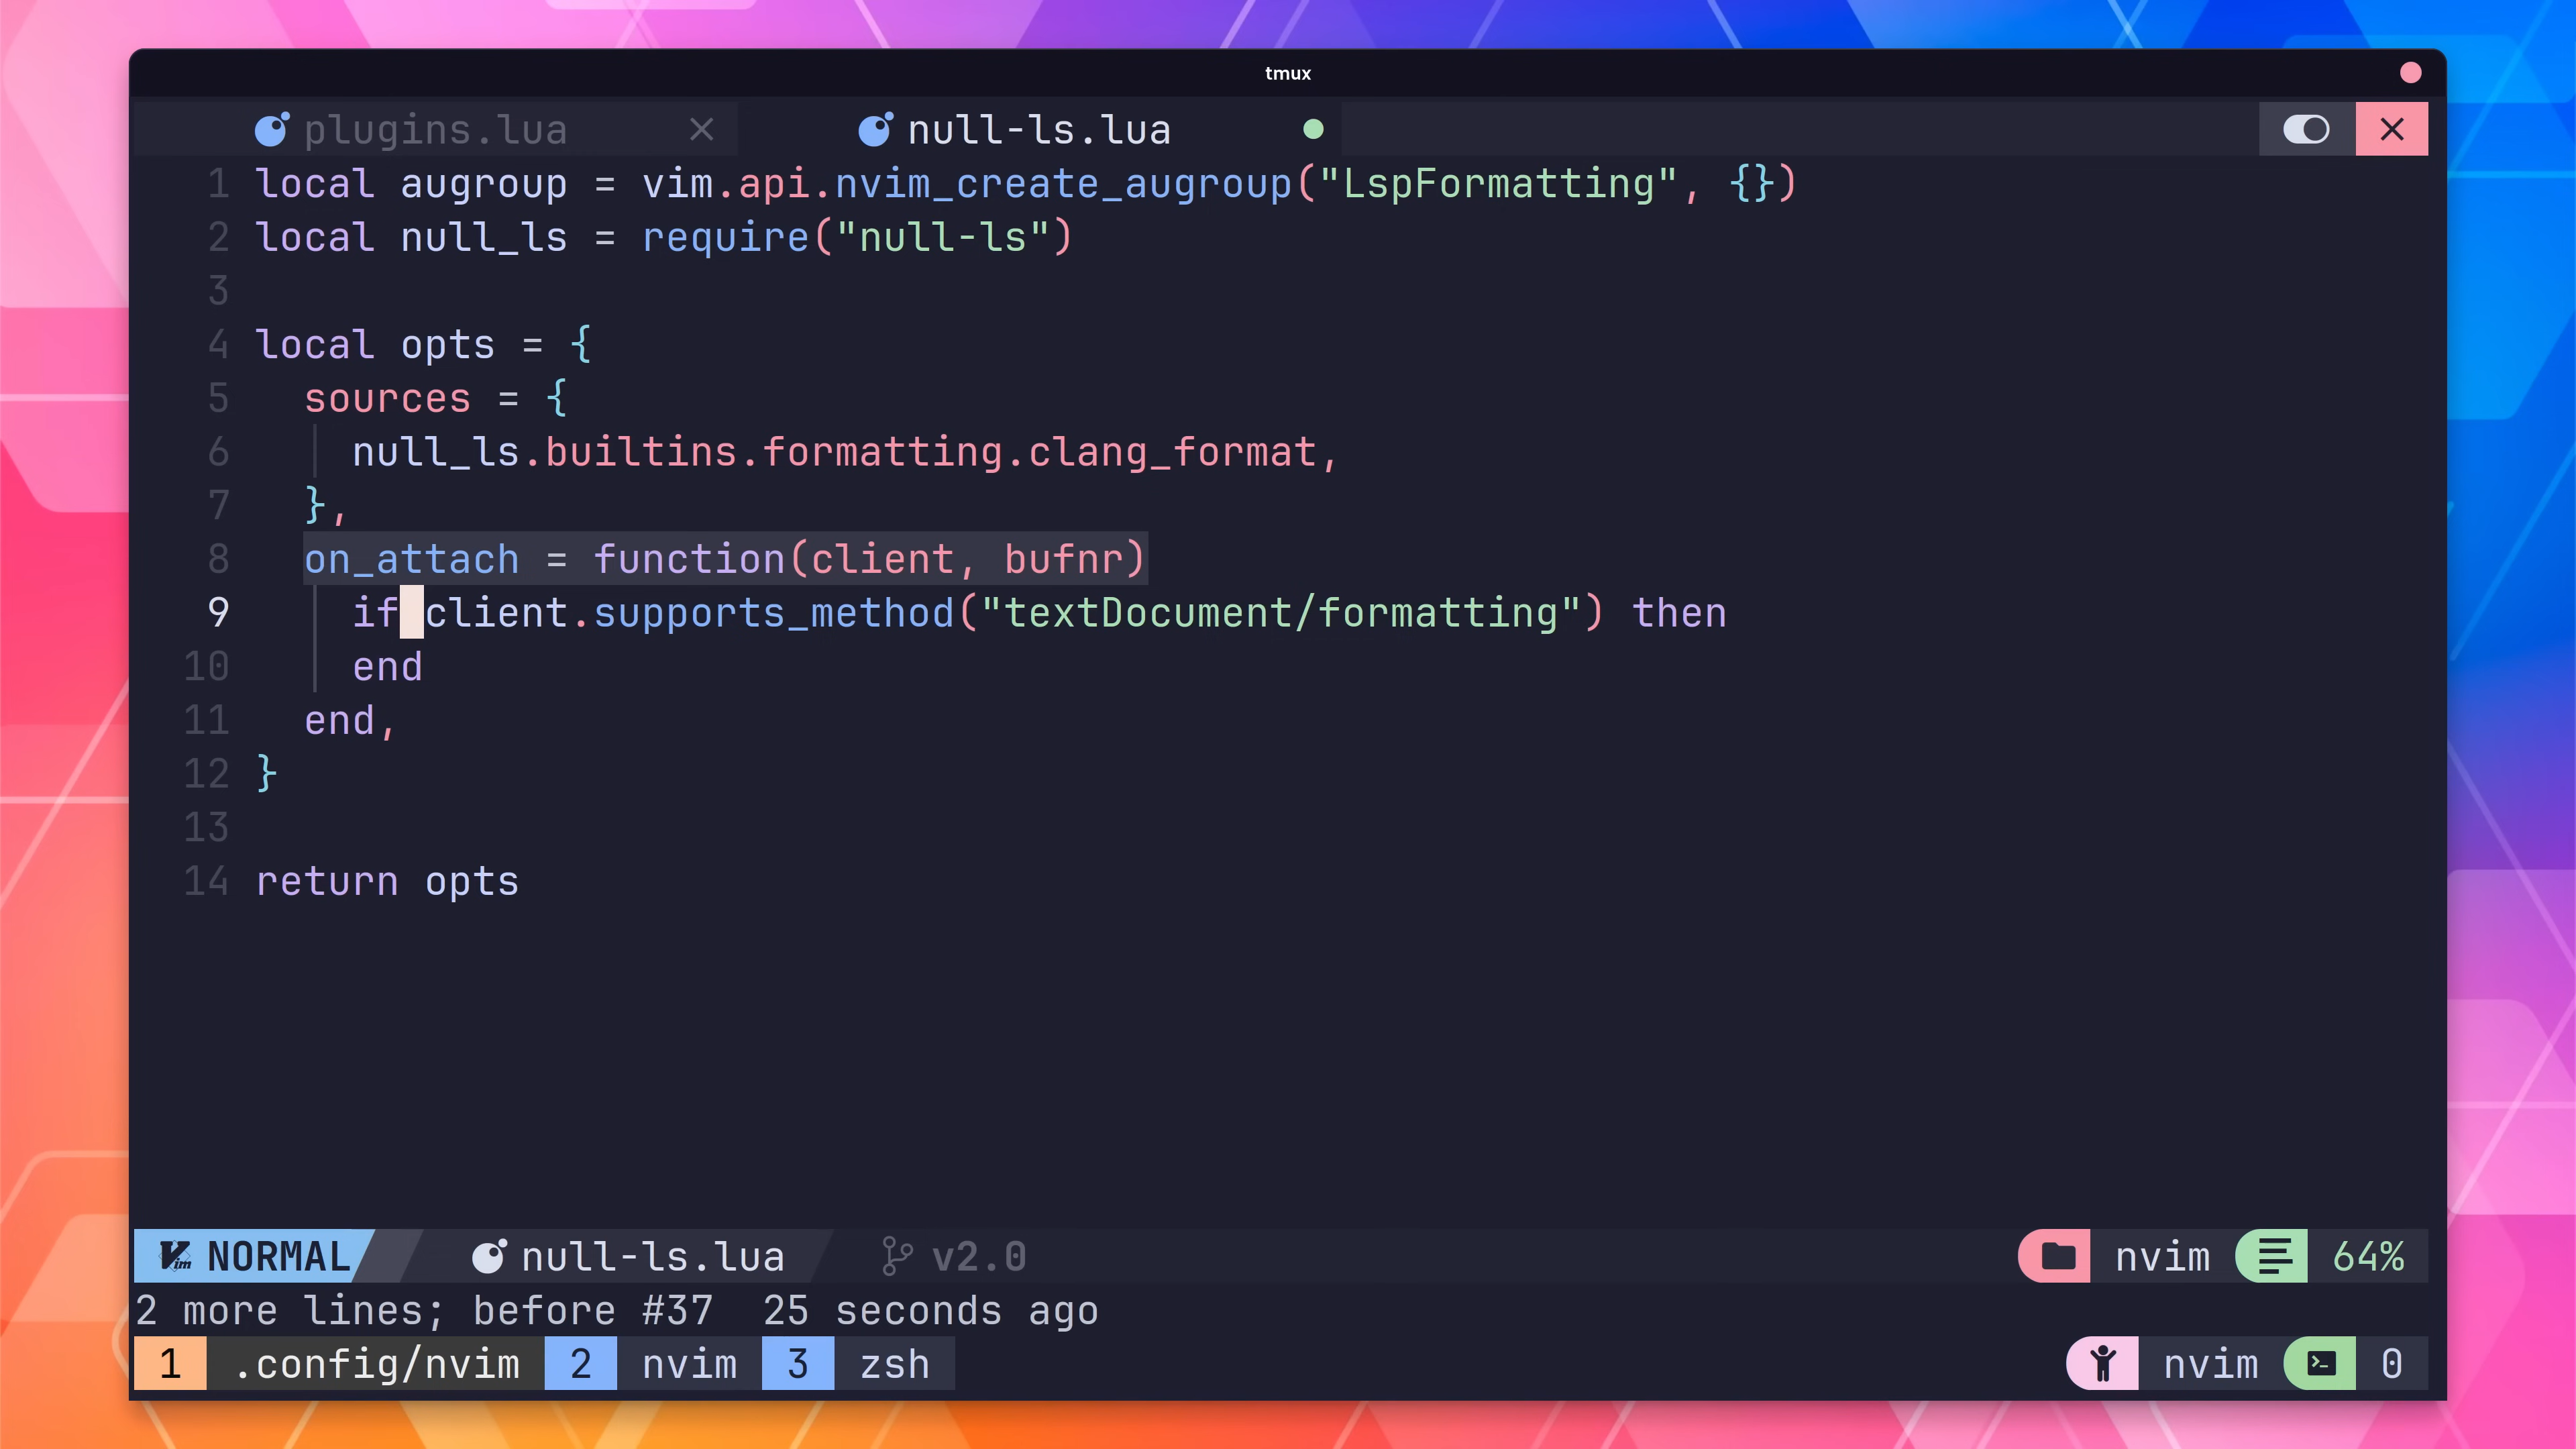 tmux
plugins.lua
null-ls.lua
1 local augroup = vim.api.nvim_create_augroup("LspFormatting", {})
2 local null_ls = require("null-ls")
3
4 local opts = {
5   sources = {
6     null_ls.builtins.formatting.clang_format,
7   },
8   on_attach = function(client, bufnr)
9     if client.supports_method("textDocument/formatting") then
10     end
11   end,
12 }
13
14 return opts
NORMAL null-ls.lua v2.0 nvim 64%
2 more lines; before #37  25 seconds ago
1 .config/nvim 2 nvim 3 zsh nvim 0